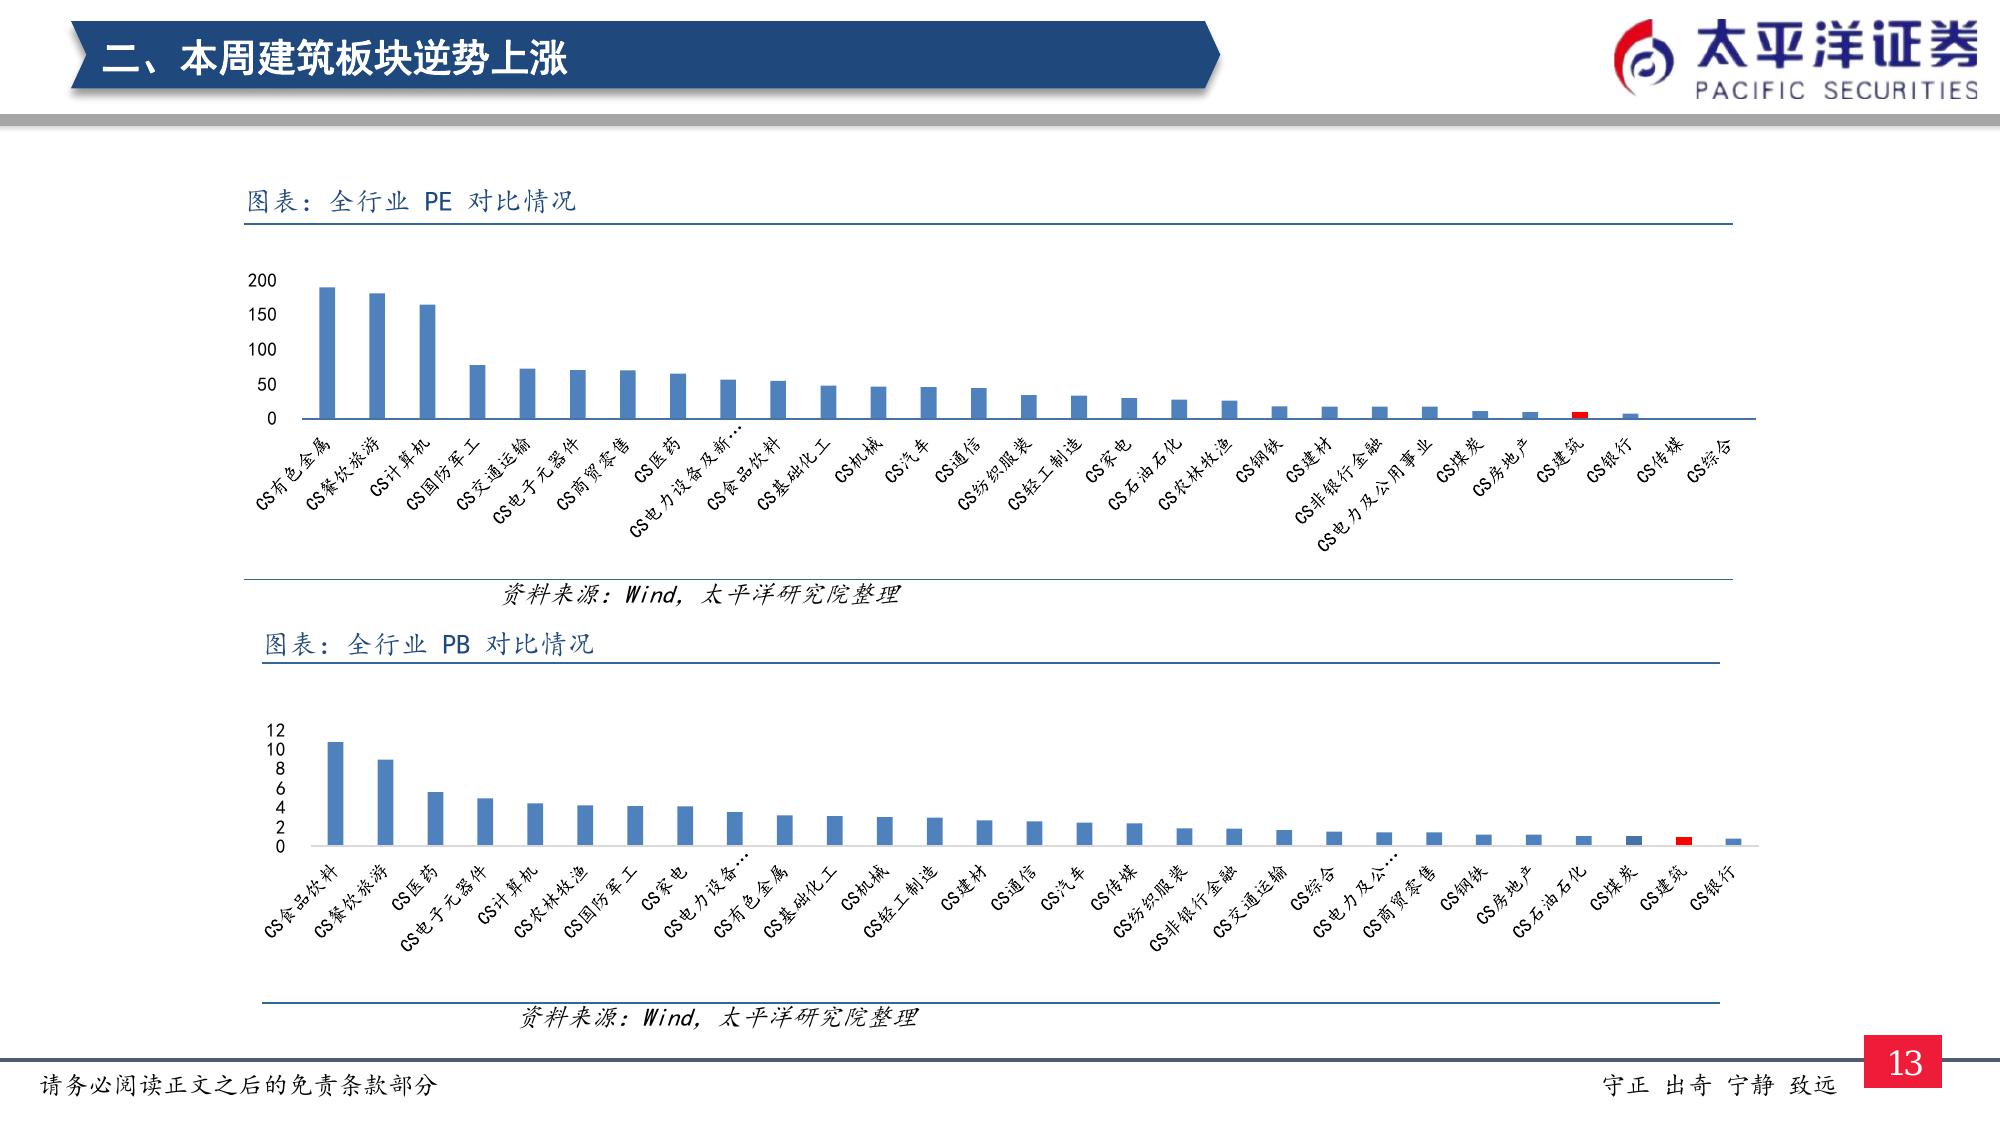 二、本周建筑板块逆势上涨
太平洋证券
PACIFIC SECURITIES
图表：全行业 PE 对比情况
200
150
100
50
0
CS有色金属
CS餐饮旅游
CS计算机
CS国防军工
CS交通运输
CS电子元器件
CS商贸零售
CS医药
CS电力设备及新…
CS食品饮料
CS基础化工
CS机械
CS汽车
CS通信
CS纺织服装
CS轻工制造
CS家电
CS石油石化
CS农林牧渔
CS钢铁
CS建材
CS非银行金融
CS电力及公用事业
CS煤炭
CS房地产
CS建筑
CS银行
CS传媒
CS综合
资料来源：Wind，太平洋研究院整理
图表：全行业 PB 对比情况
12
10
8
6
4
2
0
CS食品饮料
CS餐饮旅游
CS医药
CS电子元器件
CS计算机
CS农林牧渔
CS国防军工
CS家电
CS电力设备…
CS有色金属
CS基础化工
CS机械
CS轻工制造
CS建材
CS通信
CS汽车
CS传媒
CS纺织服装
CS非银行金融
CS交通运输
CS综合
CS电力及公…
CS商贸零售
CS钢铁
CS房地产
CS石油石化
CS煤炭
CS建筑
CS银行
资料来源：Wind，太平洋研究院整理
请务必阅读正文之后的免责条款部分
守正 出奇 宁静 致远
13